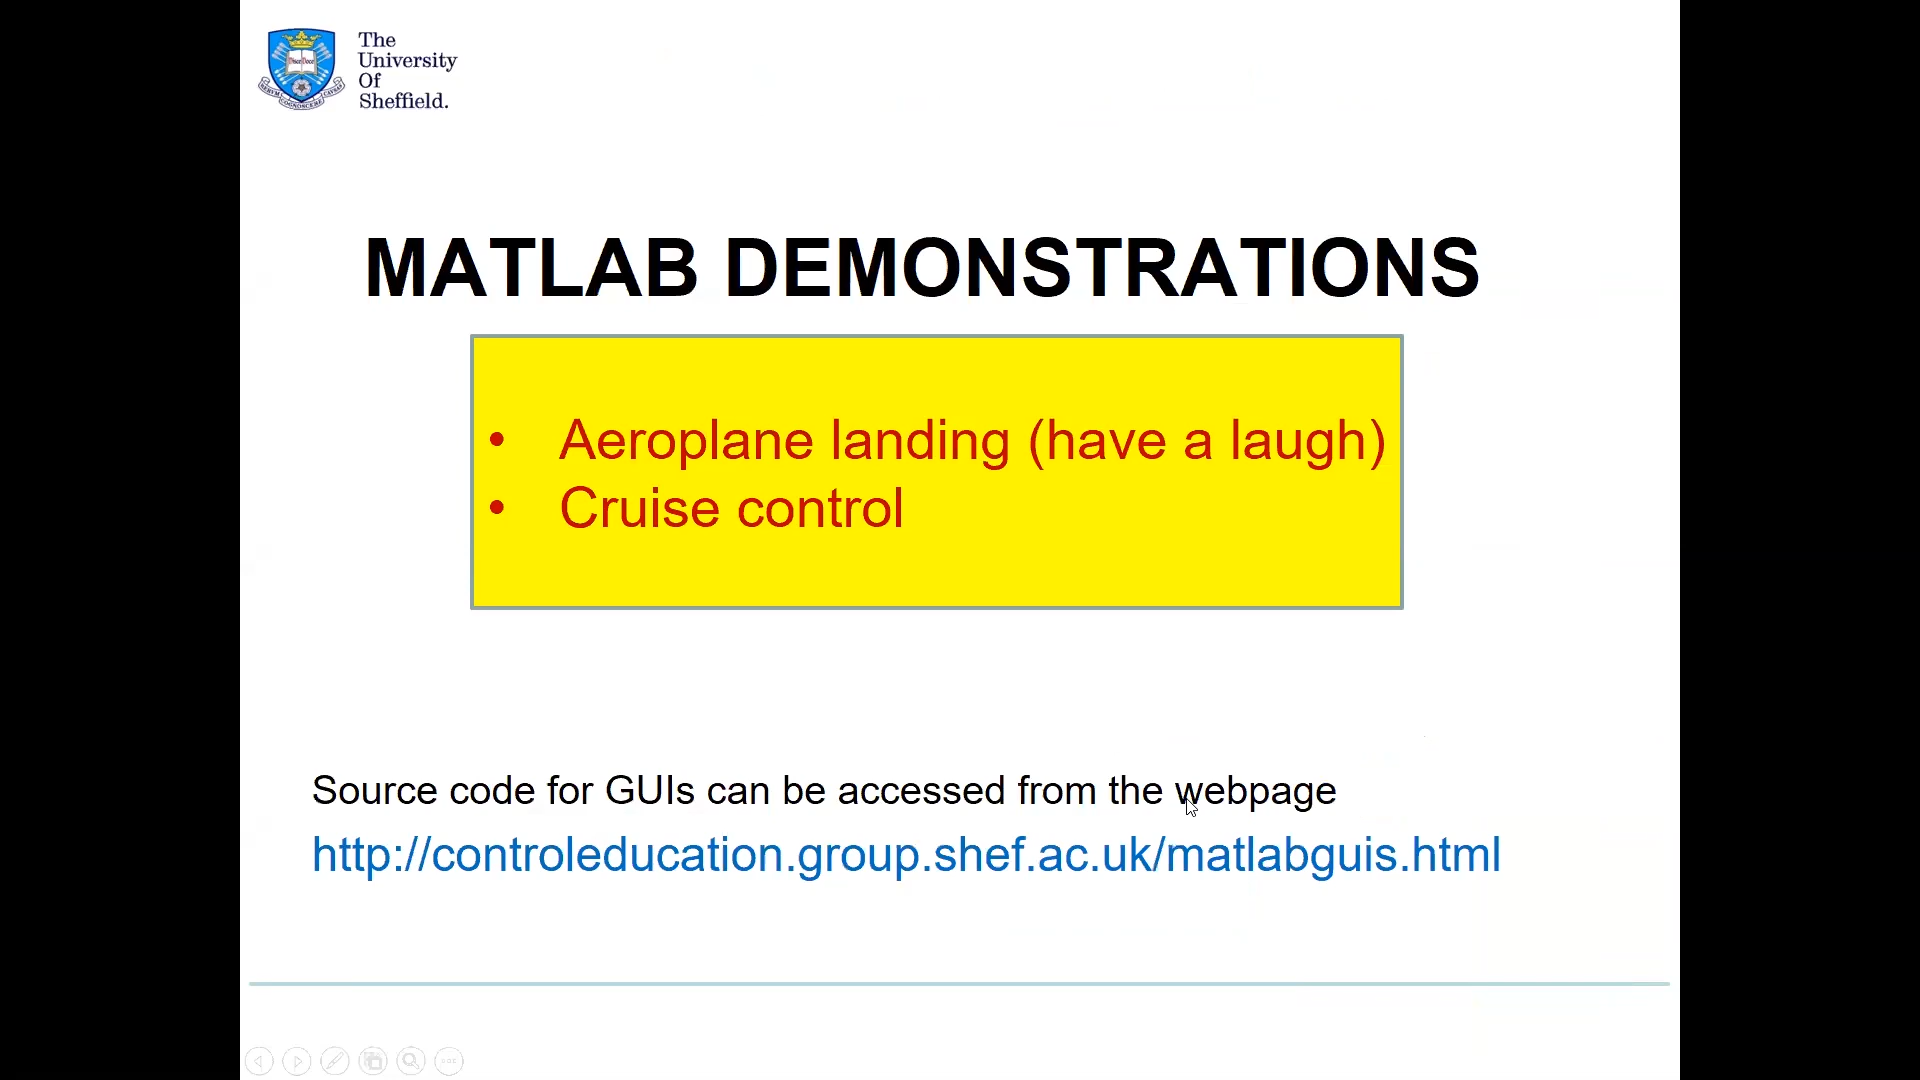 The
University
Of
Sheffield.
MATLAB DEMONSTRATIONS
• Aeroplane landing (have a laugh)
• Cruise control
Source code for GUIs can be accessed from the webpage
http://controleducation.group.shef.ac.uk/matlabguis.html